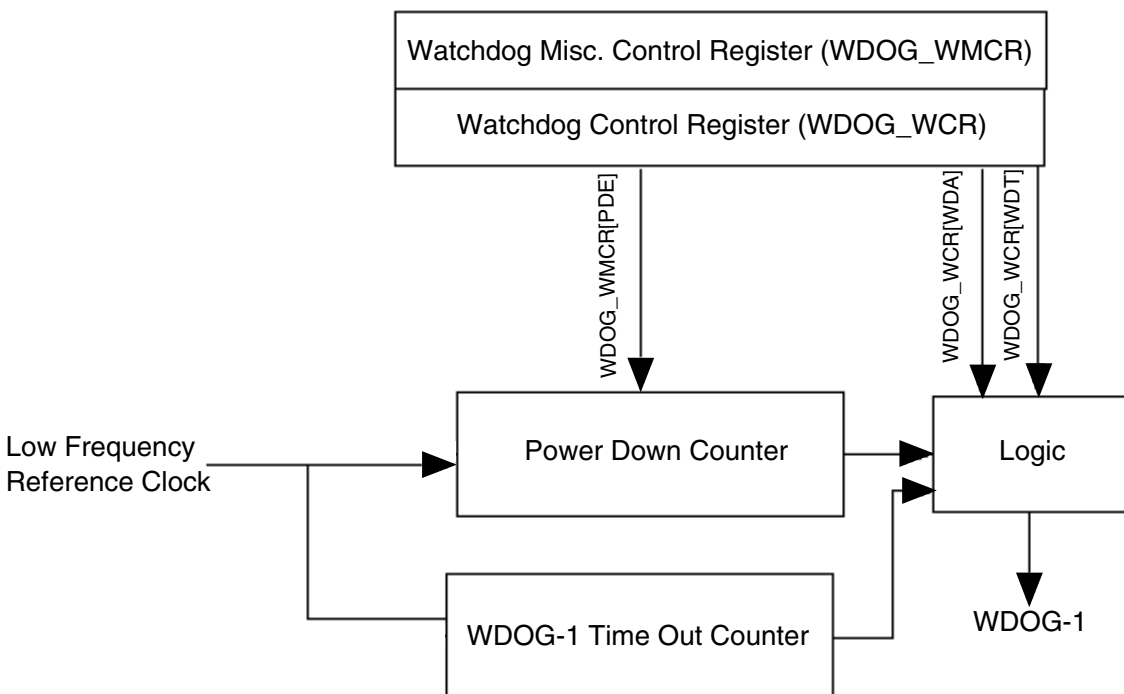 Watchdog Misc. Control Register (WDOG_WMCR)
Watchdog Control Register (WDOG_WCR)
WDOG_WMCR[PDE]
WDOG_WCR[WDA]
WDOG_WCR[WDT]
Low Frequency
Reference Clock
Power Down Counter
Logic
WDOG-1 Time Out Counter
WDOG-1